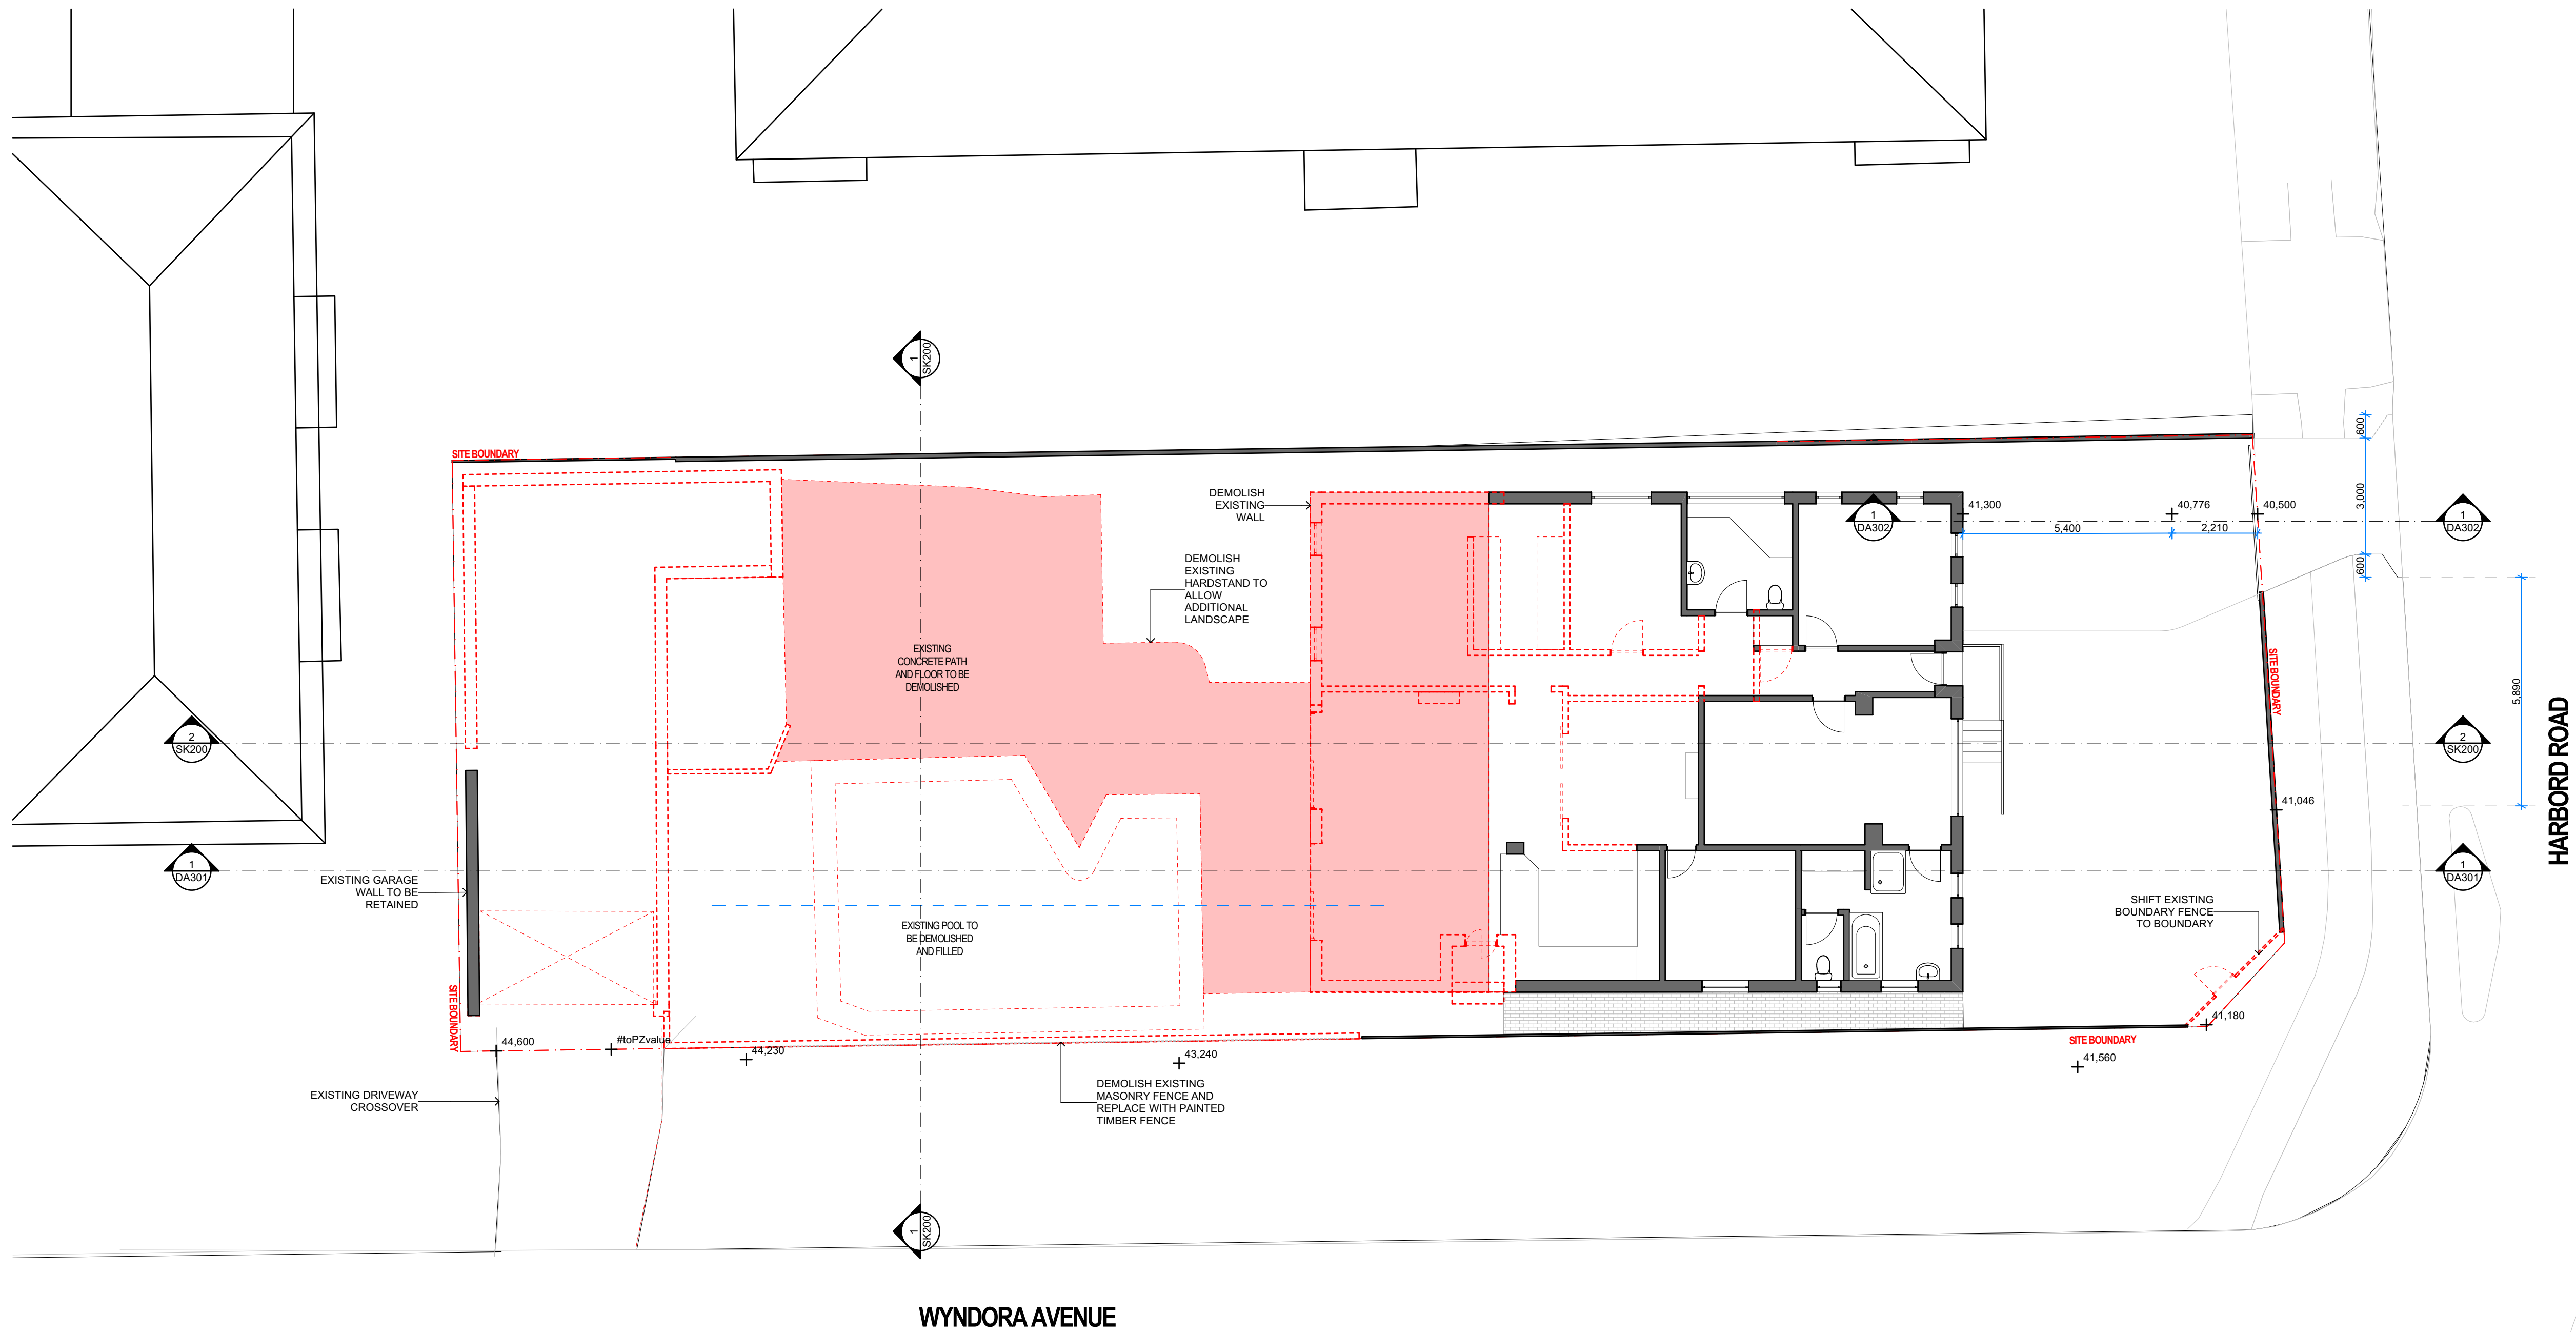 1
SK200
SITE BOUNDARY
600
3,000
600
DEMOLISH
EXISTING
WALL
1
DA302
41,300
5,400
40,776
2,210
40,500
1
DA302
DEMOLISH
EXISTING
HARDSTAND TO
ALLOW
ADDITIONAL
LANDSCAPE
EXISTING
CONCRETE PATH
AND FLOOR TO BE
DEMOLISHED
SITE BOUNDARY
5,890
2
SK200
2
SK200
HARBORD ROAD
41,046
1
DA301
1
DA301
EXISTING GARAGE
WALL TO BE
RETAINED
EXISTING POOL TO
BE DEMOLISHED
AND FILLED
SHIFT EXISTING
BOUNDARY FENCE
TO BOUNDARY
SITE BOUNDARY
44,600
#toPZvalue
44,230
43,240
41,180
SITE BOUNDARY
41,560
EXISTING DRIVEWAY
CROSSOVER
DEMOLISH EXISTING
MASONRY FENCE AND
REPLACE WITH PAINTED
TIMBER FENCE
1
SK200
WYNDORA AVENUE